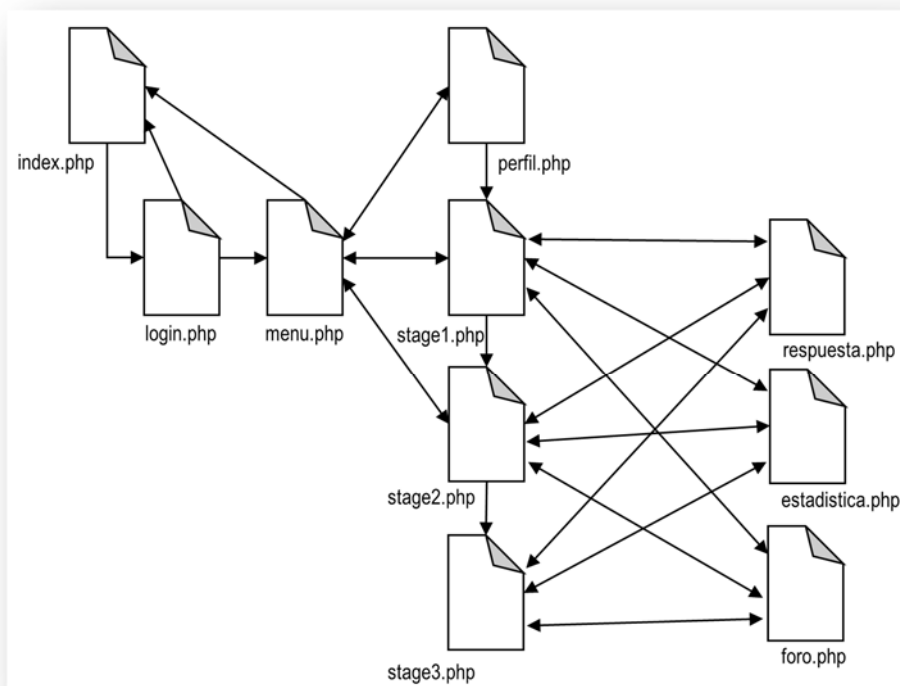 index.php
perfil.php
login.php
menu.php
stage1.php
respuesta.php
stage2.php
estadistica.php
stage3.php
foro.php